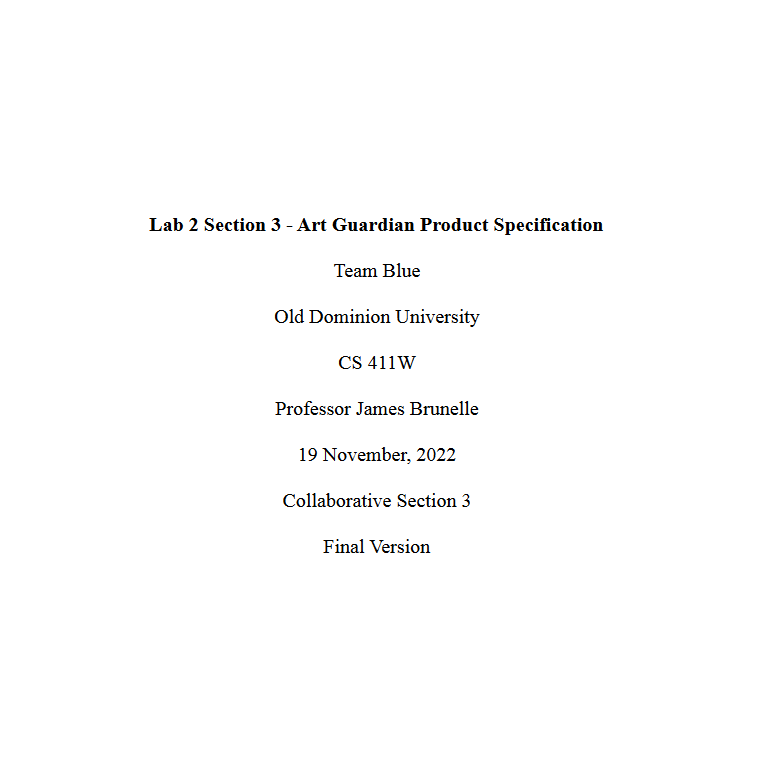 Lab 2 Section 3 - Art Guardian Product Specification
Team Blue
Old Dominion University
CS 411W
Professor James Brunelle
19 November, 2022
Collaborative Section 3
Final Version